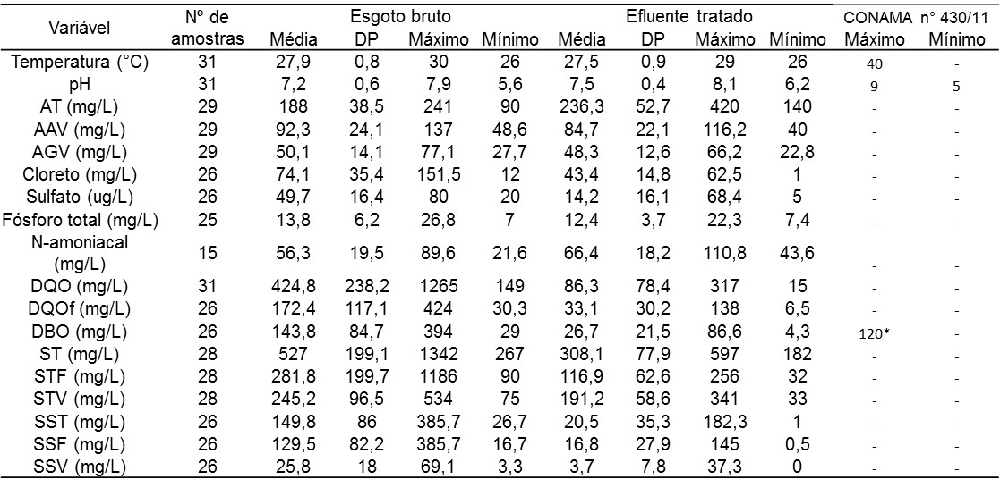 Variável Nº de amostras Esgoto bruto Efluente tratado CONAMA n° 430/11
Média DP Máximo Mínimo Média DP Máximo Mínimo Máximo Mínimo
Temperatura (°C) 31 27,9 0,8 30 26 27,5 0,9 29 26 40 -
pH 31 7,2 0,6 7,9 5,6 7,5 0,4 8,1 6,2 9 5
AT (mg/L) 29 188 38,5 241 90 236,3 52,7 420 140 - -
AAV (mg/L) 29 92,3 24,1 137 48,6 84,7 22,1 116,2 40 - -
AGV (mg/L) 29 50,1 14,1 77,1 27,7 48,3 12,6 66,2 22,8 - -
Cloreto (mg/L) 26 74,1 35,4 151,5 12 43,4 14,8 62,5 1 - -
Sulfato (ug/L) 26 49,7 16,4 80 20 14,2 16,1 68,4 5 - -
Fósforo total (mg/L) 25 13,8 6,2 26,8 7 12,4 3,7 22,3 7,4 - -
N-amoniacal (mg/L) 15 56,3 19,5 89,6 21,6 66,4 18,2 110,8 43,6 - -
DQO (mg/L) 31 424,8 238,2 1265 149 86,3 78,4 317 15 - -
DQOf (mg/L) 26 172,4 117,1 424 30,3 33,1 30,2 138 6,5 - -
DBO (mg/L) 26 143,8 84,7 394 29 26,7 21,5 86,6 4,3 120* -
ST (mg/L) 28 527 199,1 1342 267 308,1 77,9 597 182 - -
STF (mg/L) 28 281,8 199,7 1186 90 116,9 62,6 256 32 - -
STV (mg/L) 28 245,2 96,5 534 75 191,2 58,6 341 33 - -
SST (mg/L) 26 149,8 86 385,7 26,7 20,5 35,3 182,3 1 - -
SSF (mg/L) 26 129,5 82,2 385,7 16,7 16,8 27,9 145 0,5 - -
SSV (mg/L) 26 25,8 18 69,1 3,3 3,7 7,8 37,3 0 - -